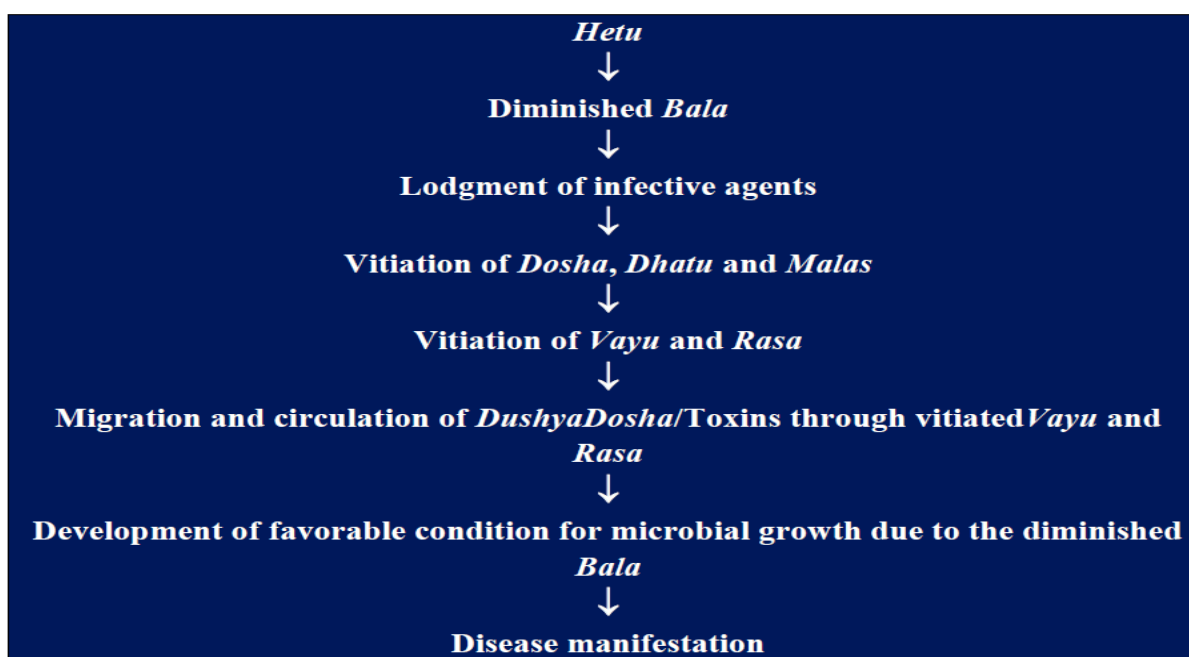 Hetu
↓
Diminished Bala
↓
Lodgment of infective agents
↓
Vitiation of Dosha, Dhatu and Malas
↓
Vitiation of Vayu and Rasa
↓
Migration and circulation of DushyaDosha/Toxins through vitiatedVayu and
Rasa
↓
Development of favorable condition for microbial growth due to the diminished
Bala
↓
Disease manifestation